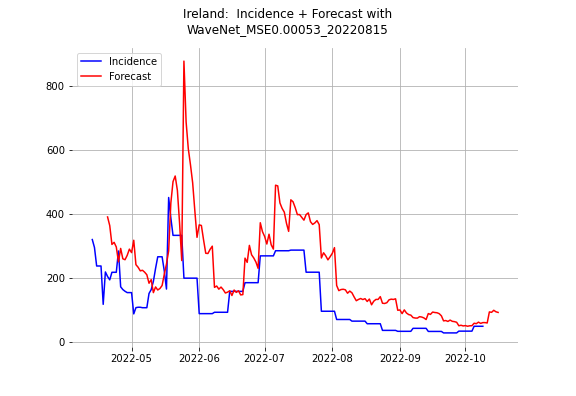 Ireland:  Incidence + Forecast with
WaveNet_MSE0.00053_20220815
Incidence
Forecast
800
600
400
200
0
2022-05
2022-06
2022-07
2022-08
2022-09
2022-10